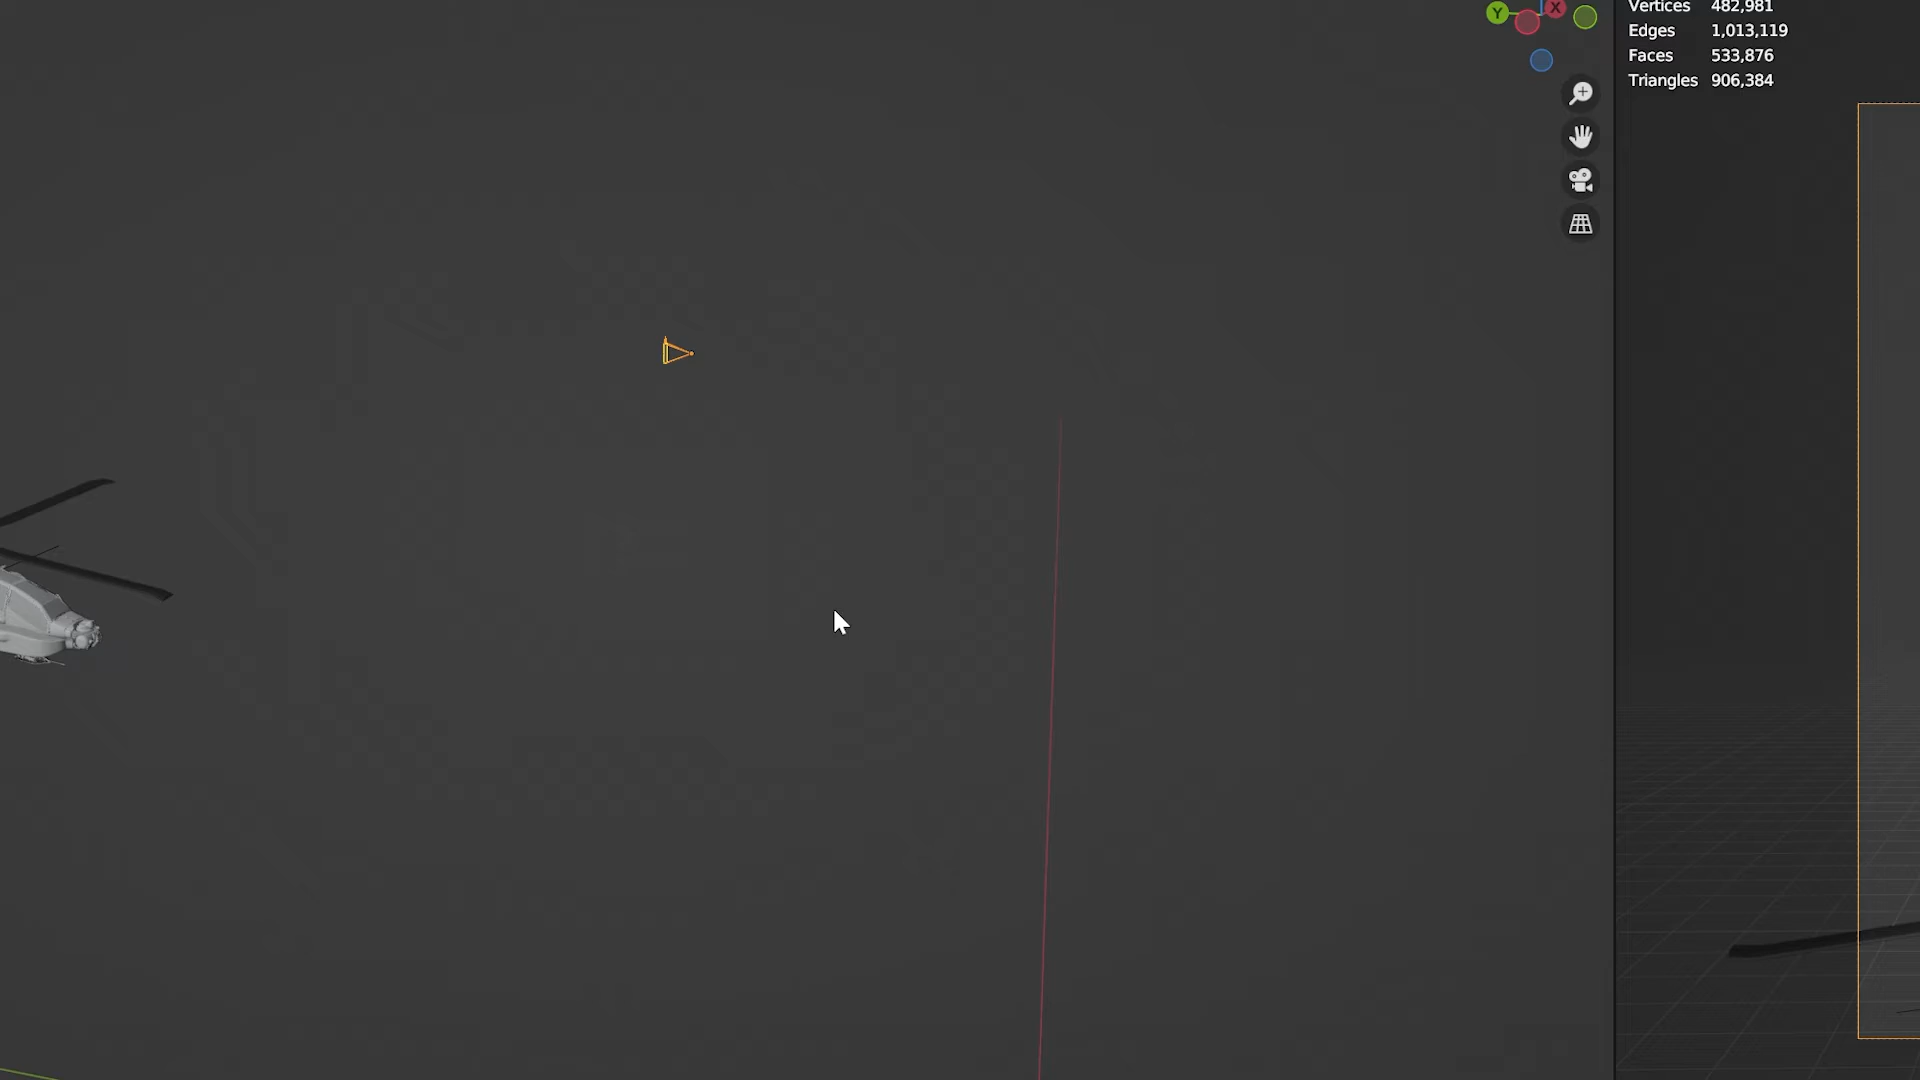 Y X
Vertices 482,981
Edges 1,013,119
Faces 533,876
Triangles 906,384